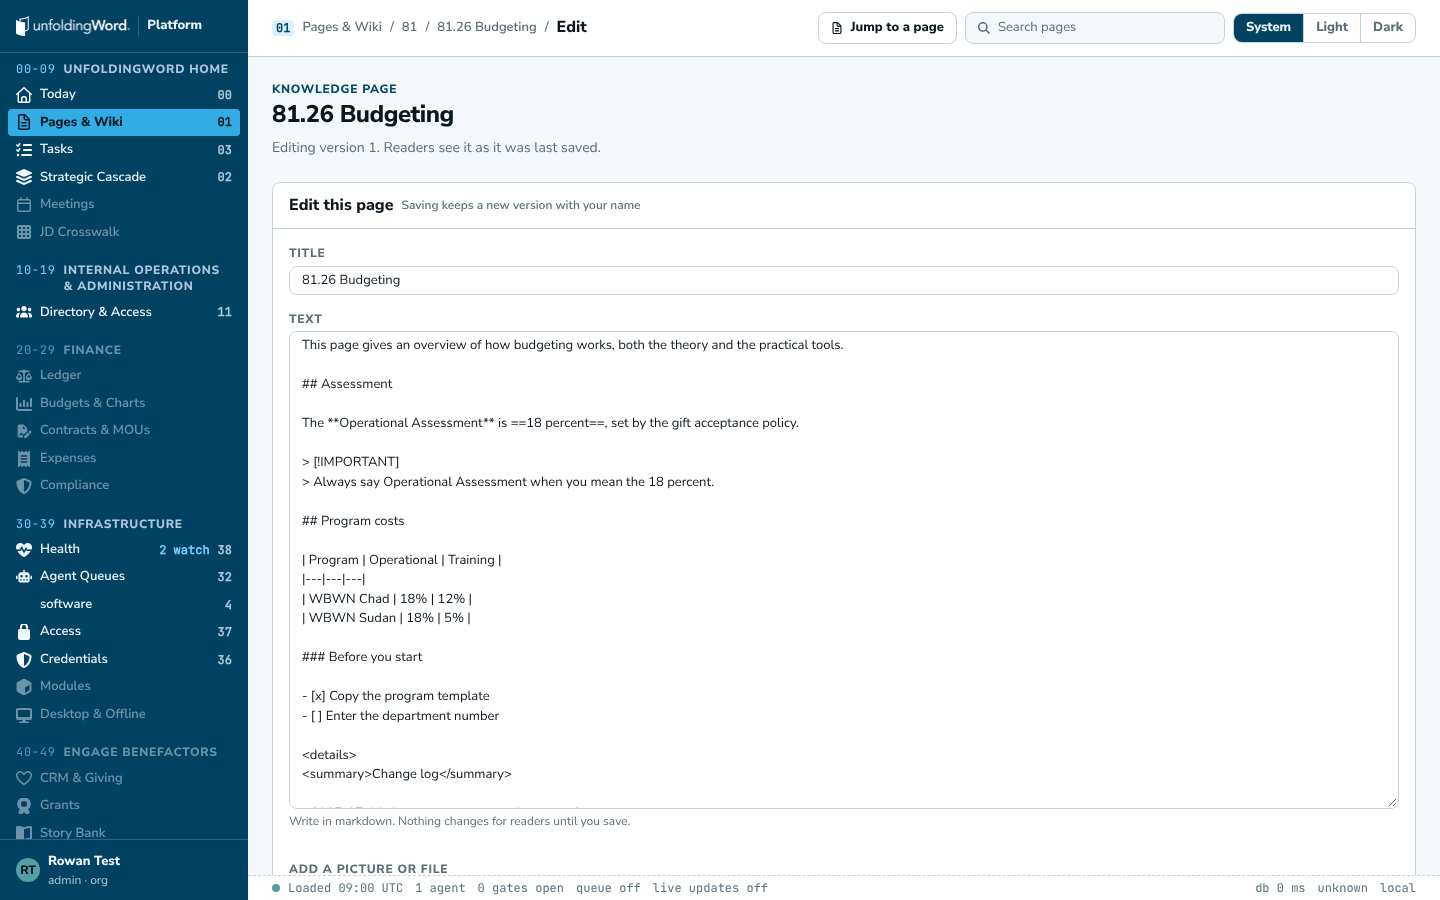 unfoldingWord. Platform
00-09 UNFOLDINGWORD HOME
Today 00
Pages & Wiki 01
Tasks 03
Strategic Cascade 02
Meetings
JD Crosswalk
10-19 INTERNAL OPERATIONS
& ADMINISTRATION
Directory & Access 11
20-29 FINANCE
Ledger
Budgets & Charts
Contracts & MOUs
Expenses
Compliance
30-39 INFRASTRUCTURE
Health 2 watch 38
Agent Queues 32
software 4
Access 37
Credentials 36
Modules
Desktop & Offline
40-49 ENGAGE BENEFACTORS
CRM & Giving
Grants
Story Bank
RT Rowan Test
admin · org
01 Pages & Wiki / 81 / 81.26 Budgeting / Edit
Jump to a page
Search pages
System Light Dark
KNOWLEDGE PAGE
81.26 Budgeting
Editing version 1. Readers see it as it was last saved.
Edit this page Saving keeps a new version with your name
TITLE
81.26 Budgeting
TEXT
This page gives an overview of how budgeting works, both the theory and the practical tools.
## Assessment
The **Operational Assessment** is ==18 percent==, set by the gift acceptance policy.
> [!IMPORTANT]
> Always say Operational Assessment when you mean the 18 percent.
## Program costs
| Program | Operational | Training |
|---|---|---|
| WBWN Chad | 18% | 12% |
| WBWN Sudan | 18% | 5% |
### Before you start
- [x] Copy the program template
- [ ] Enter the department number
<details>
<summary>Change log</summary>
Write in markdown. Nothing changes for readers until you save.
ADD A PICTURE OR FILE
Loaded 09:00 UTC 1 agent 0 gates open queue off live updates off
db 0 ms unknown local